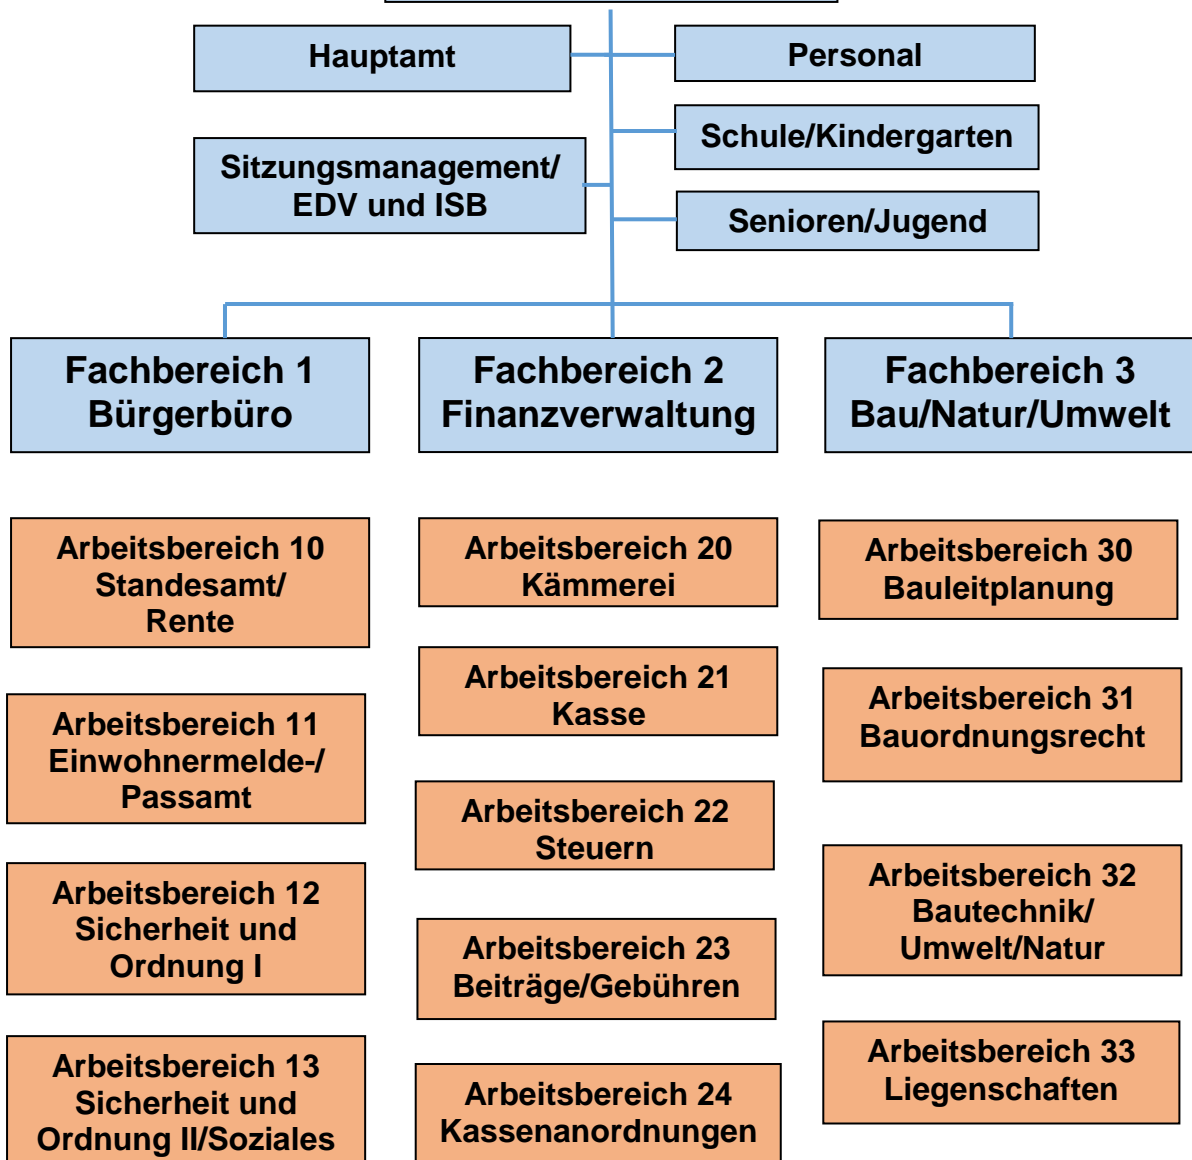 Hauptamt
Personal
Schule/Kindergarten
Sitzungsmanagement/
EDV und ISB
Senioren/Jugend
Fachbereich 1
Bürgerbüro
Fachbereich 2
Finanzverwaltung
Fachbereich 3
Bau/Natur/Umwelt
Arbeitsbereich 10
Standesamt/
Rente
Arbeitsbereich 11
Einwohnermelde-/
Passamt
Arbeitsbereich 12
Sicherheit und
Ordnung I
Arbeitsbereich 13
Sicherheit und
Ordnung II/Soziales
Arbeitsbereich 20
Kämmerei
Arbeitsbereich 21
Kasse
Arbeitsbereich 22
Steuern
Arbeitsbereich 23
Beiträge/Gebühren
Arbeitsbereich 24
Kassenanordnungen
Arbeitsbereich 30
Bauleitplanung
Arbeitsbereich 31
Bauordnungsrecht
Arbeitsbereich 32
Bautechnik/
Umwelt/Natur
Arbeitsbereich 33
Liegenschaften